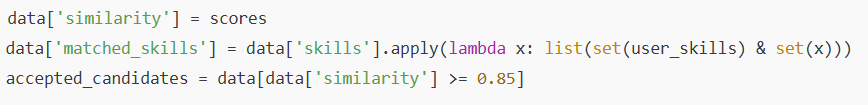 data['similarity'] = scores
data['matched_skills'] = data['skills'].apply(lambda x: list(set(user_skills) & set(x)))
accepted_candidates = data[data['similarity'] >= 0.85]